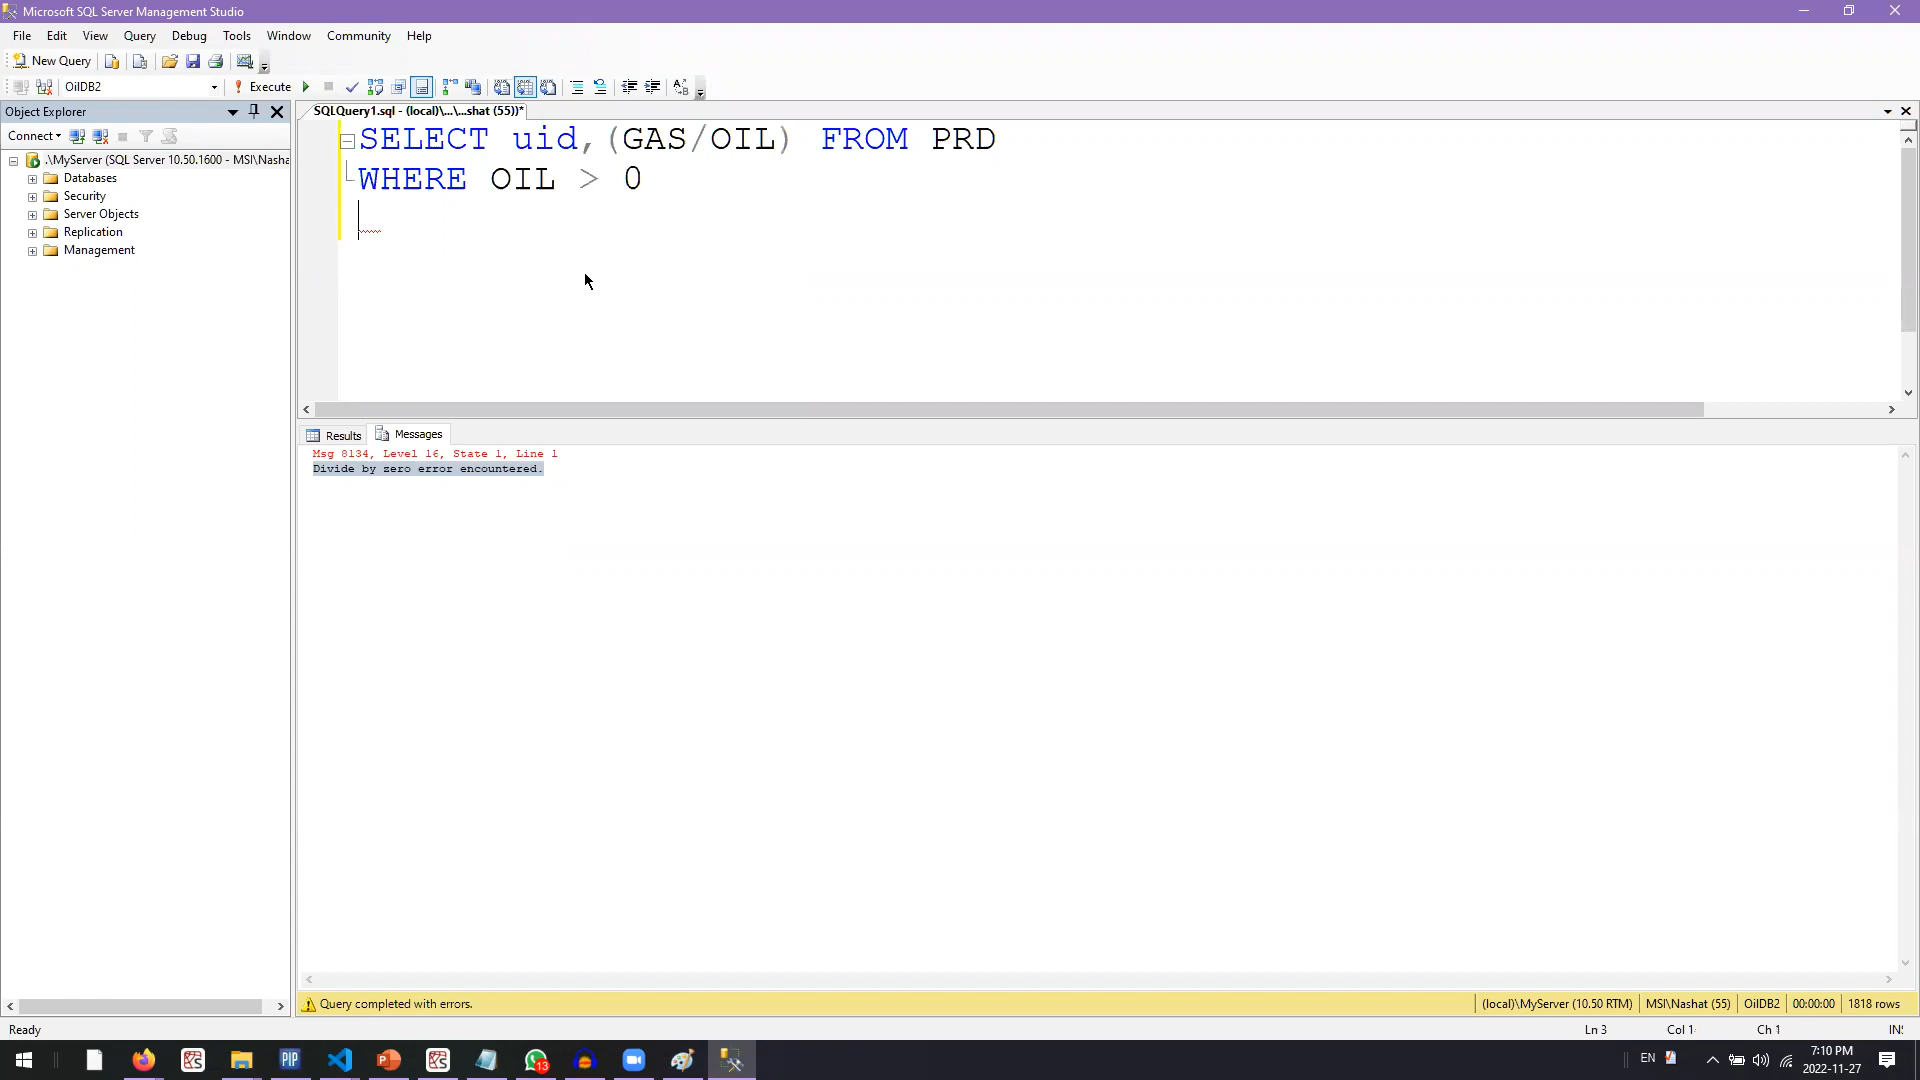 Microsoft SQL Server Management Studio
File Edit View Query Debug Tools Window Community Help
New Query
OilDB2 Execute
Object Explorer
Connect
.\MyServer (SQL Server 10.50.1600 - MSI\Nasha
Databases
Security
Server Objects
Replication
Management
SQLQuery1.sql - (local)\...\...shat (55))*
SELECT uid,(GAS/OIL) FROM PRD
WHERE OIL > 0
Results Messages
Msg 8134, Level 16, State 1, Line 1
Divide by zero error encountered.
Query completed with errors. (local)\MyServer (10.50 RTM) MSI\Nashat (55) OilDB2 00:00:00 1818 rows
Ready Ln 3 Col 1 Ch 1 IN
PIP 13 EN 7:10 PM
2022-11-27